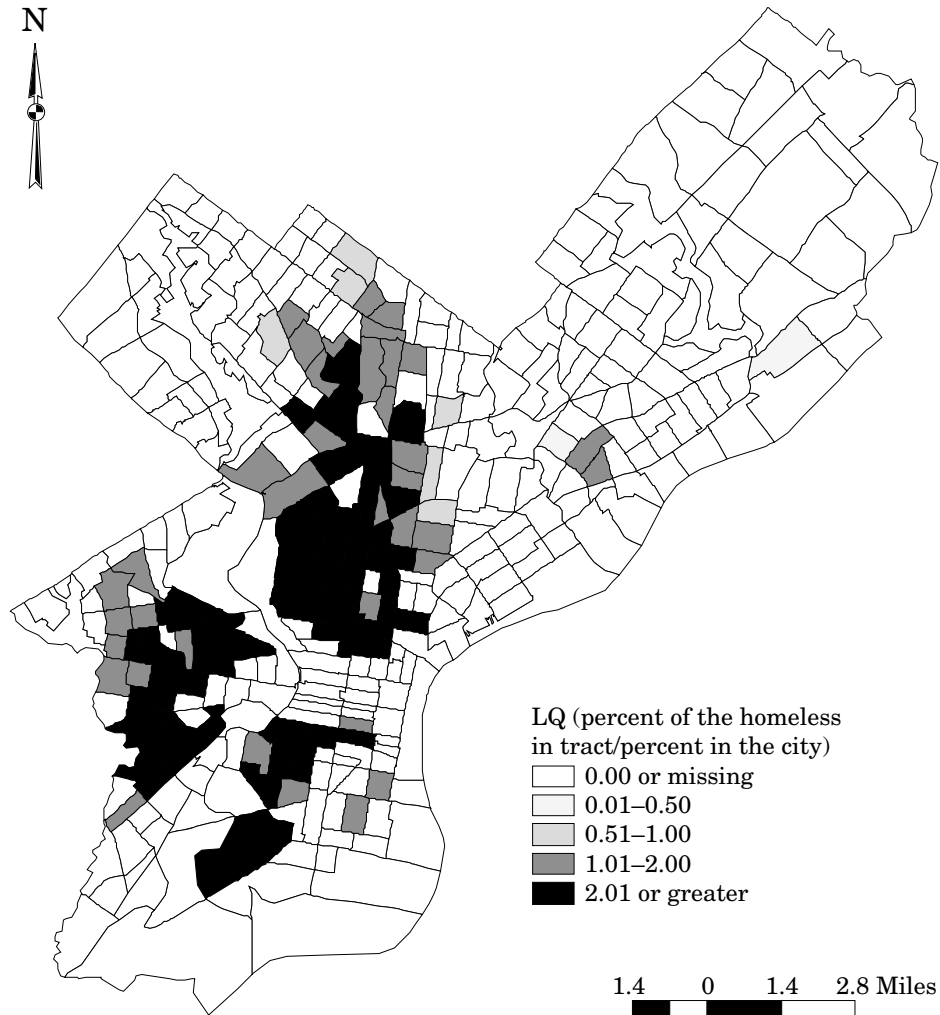 N
LQ (percent of the homeless
in tract/percent in the city)
0.00 or missing
0.01–0.50
0.51–1.00
1.01–2.00
2.01 or greater
1.4 0 1.4 2.8 Miles